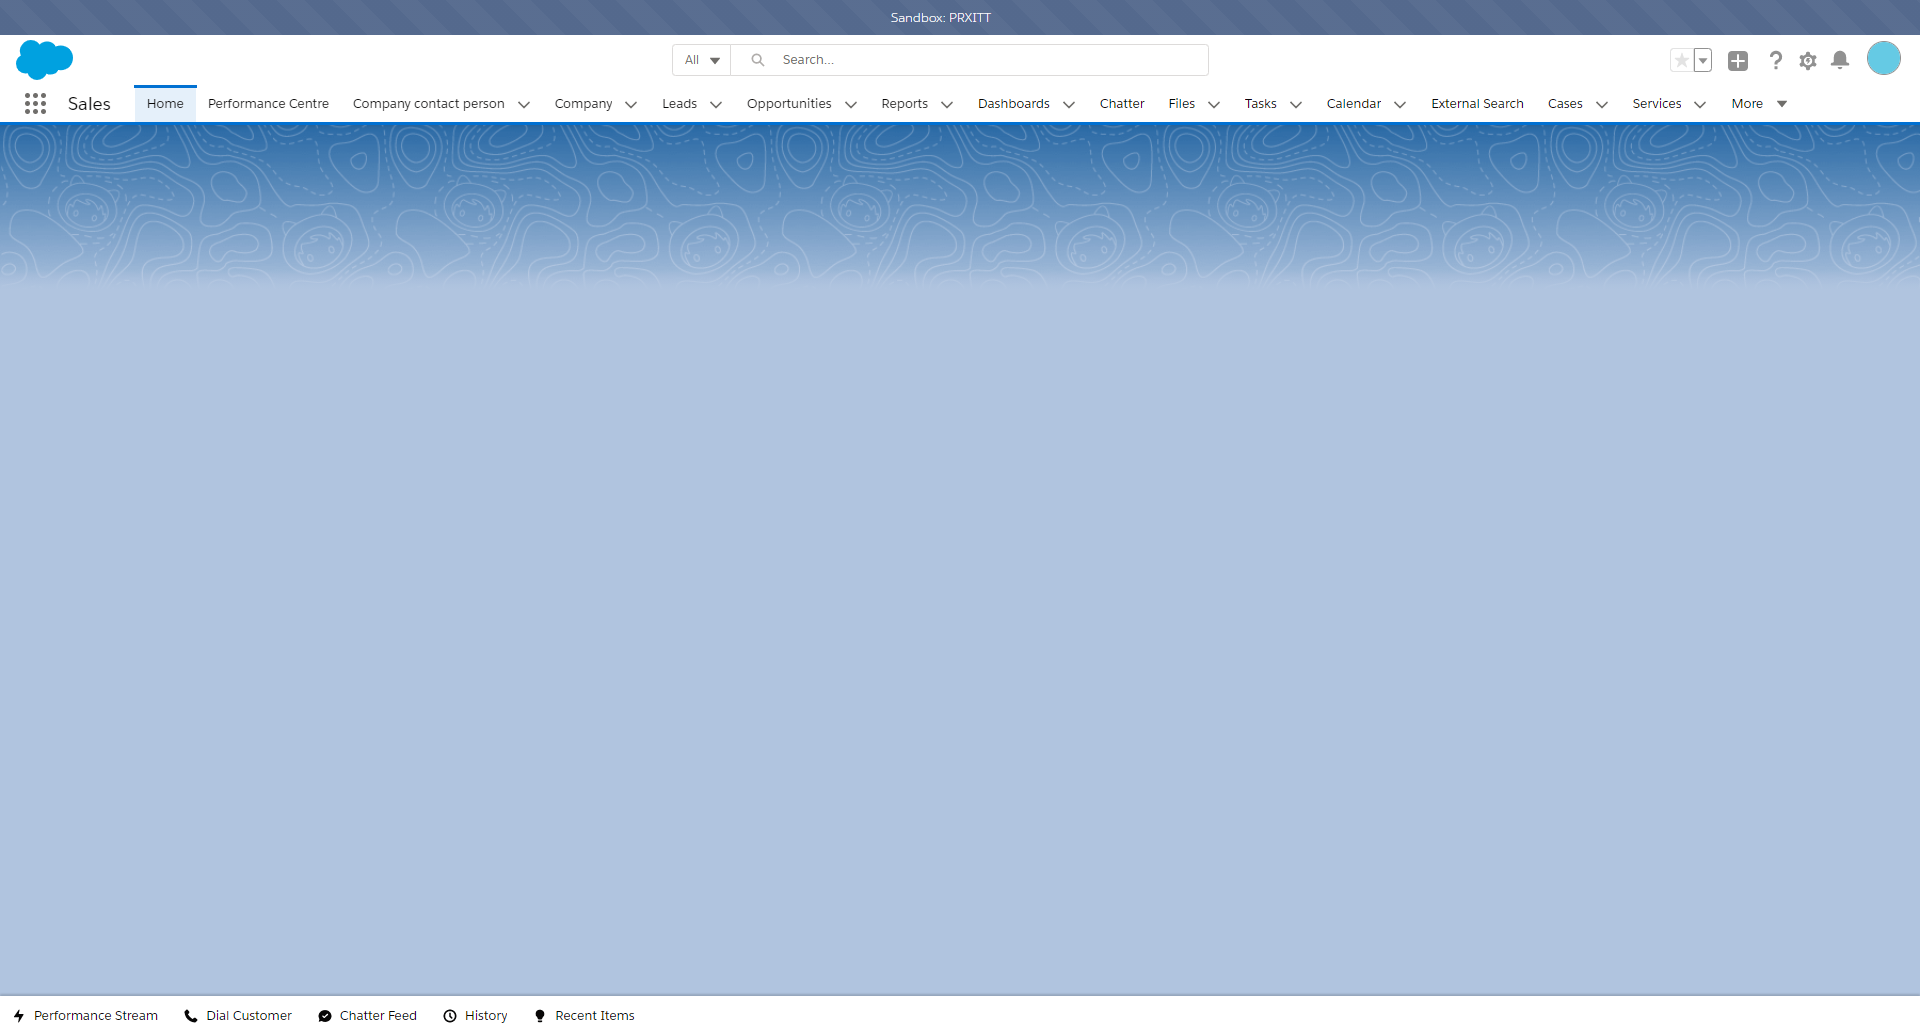 Sandbox: PRXITT
All
Search...
Sales
Home
Performance Centre
Company contact person
Company
Leads
Opportunities
Reports
Dashboards
Chatter
Files
Tasks
Calendar
External Search
Cases
Services
More
Performance Stream
Dial Customer
Chatter Feed
History
Recent Items